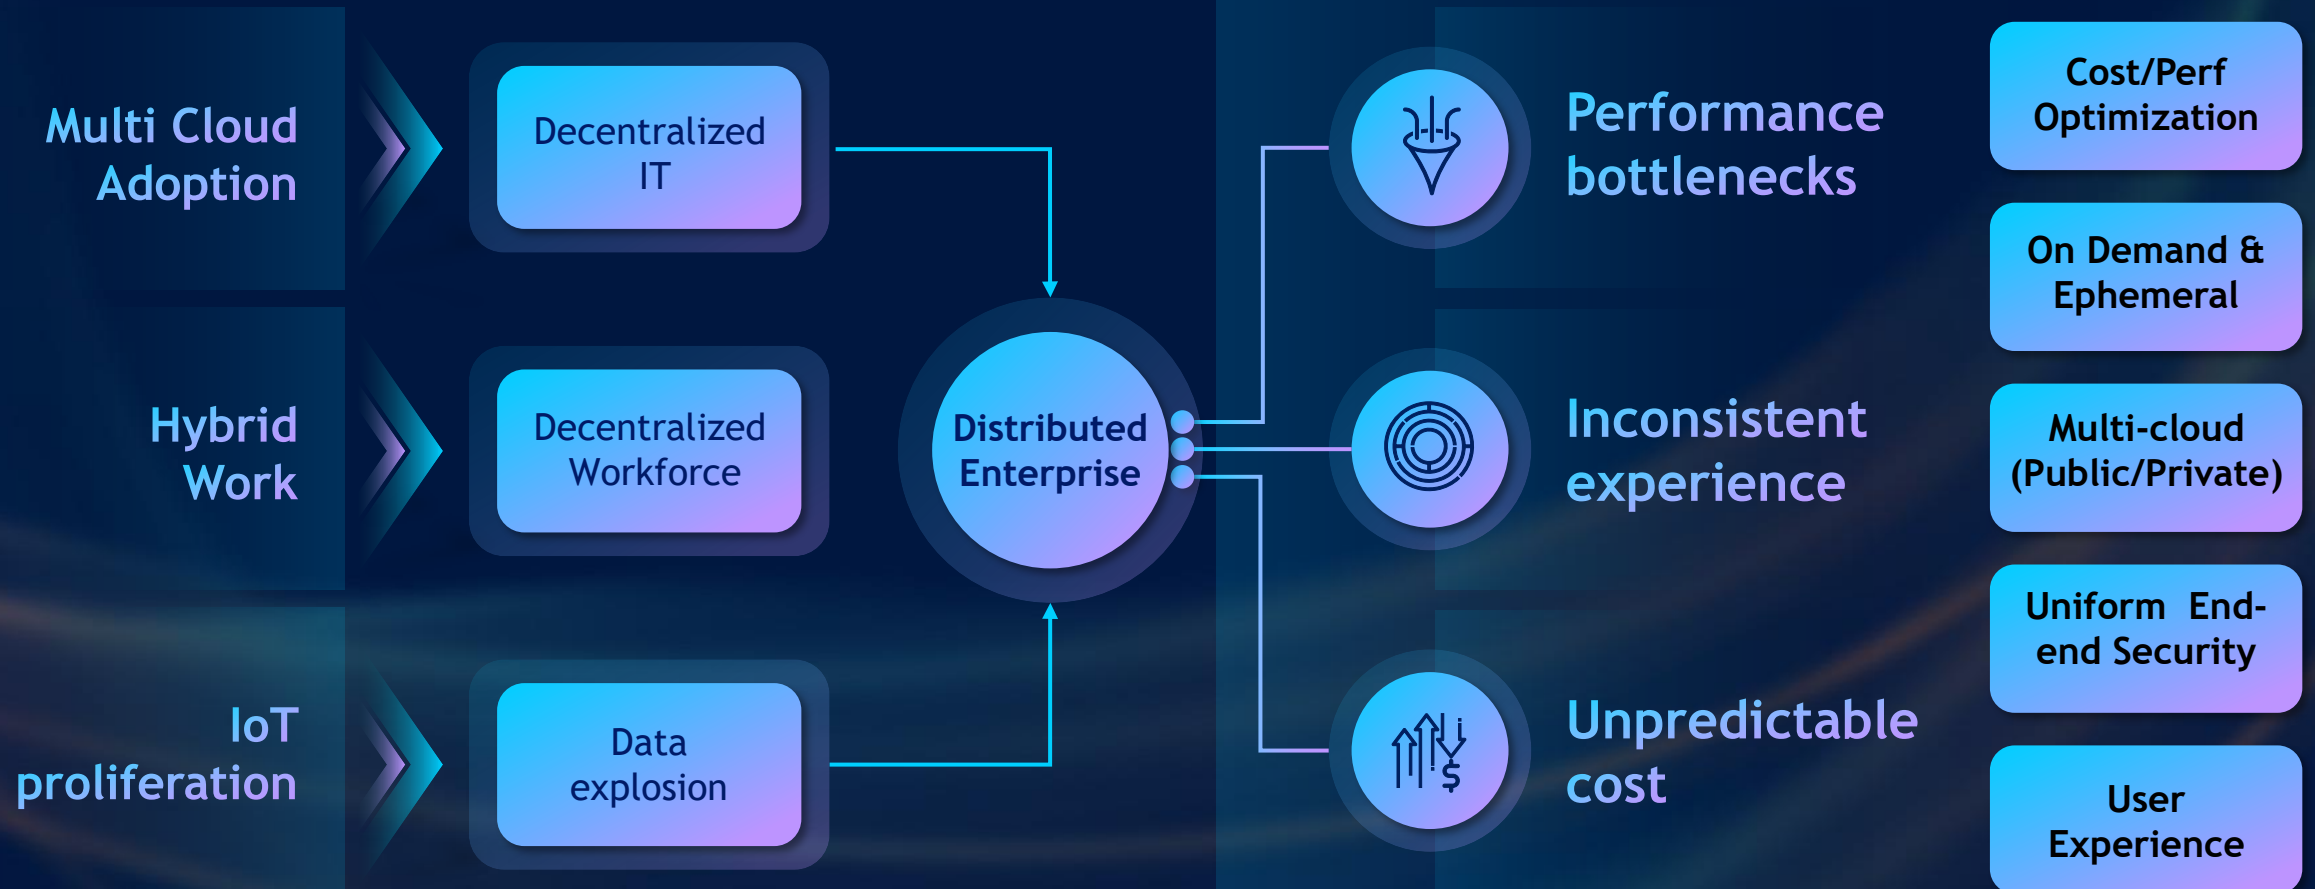 Multi Cloud
Adoption
Decentralized
IT
Hybrid
Work
Decentralized
Workforce
IoT
proliferation
Data
explosion
Distributed
Enterprise
Performance
bottlenecks
Inconsistent
experience
Unpredictable
cost
Cost/Perf
Optimization
On Demand &
Ephemeral
Multi-cloud
(Public/Private)
Uniform End-
end Security
User
Experience